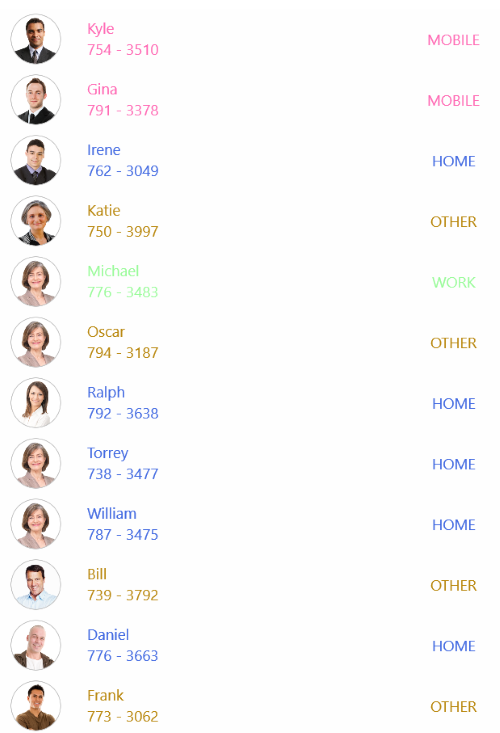 Kyle
754 - 3510
MOBILE
Gina
791 - 3378
MOBILE
Irene
762 - 3049
HOME
Katie
750 - 3997
OTHER
Michael
776 - 3483
WORK
Oscar
794 - 3187
OTHER
Ralph
792 - 3638
HOME
Torrey
738 - 3477
HOME
William
787 - 3475
HOME
Bill
739 - 3792
OTHER
Daniel
776 - 3663
HOME
Frank
773 - 3062
OTHER